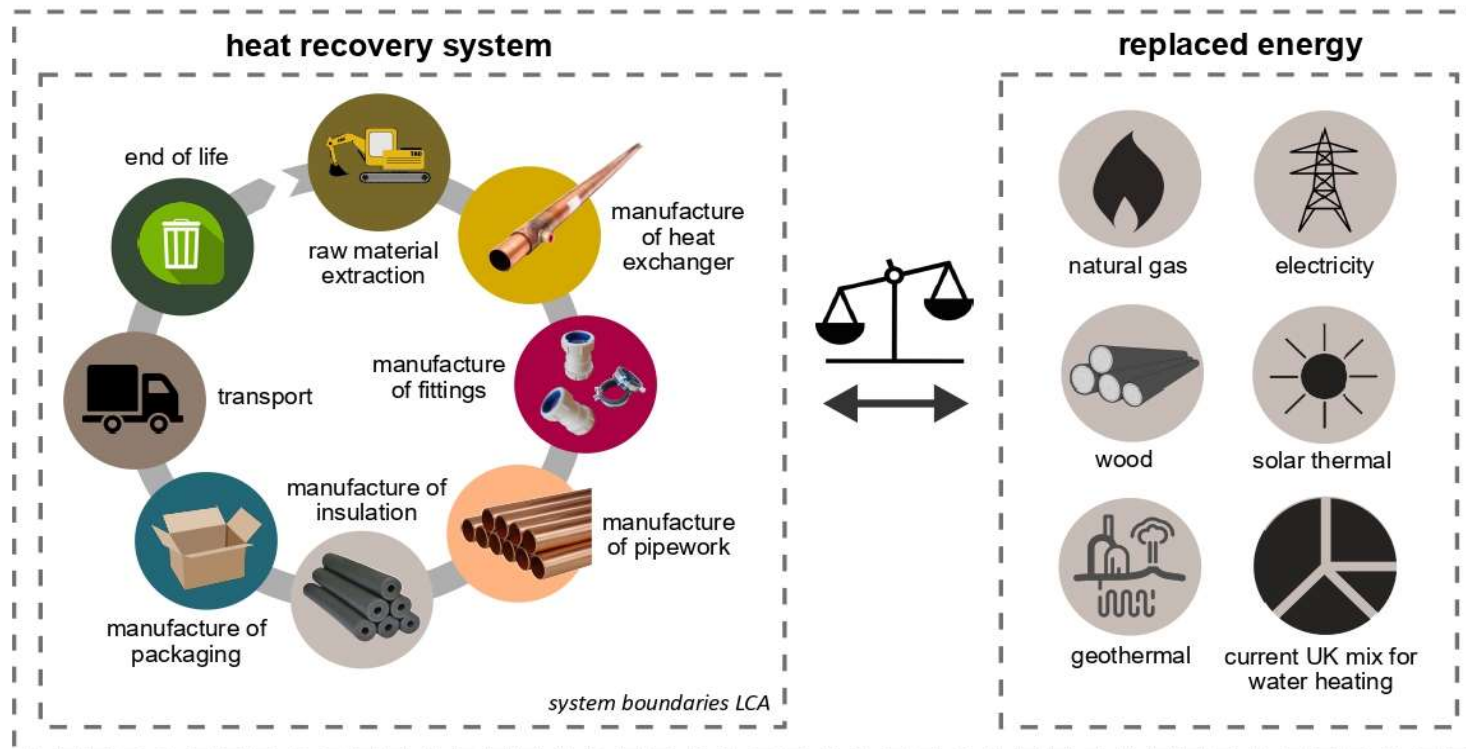 heat recovery system
end of life
raw material
extraction
manufacture
of heat
exchanger
manufacture
of fittings
transport
manufacture of
insulation
manufacture
of pipework
manufacture of
packaging
system boundaries LCA
replaced energy
natural gas
electricity
wood
solar thermal
geothermal
current UK mix for
water heating